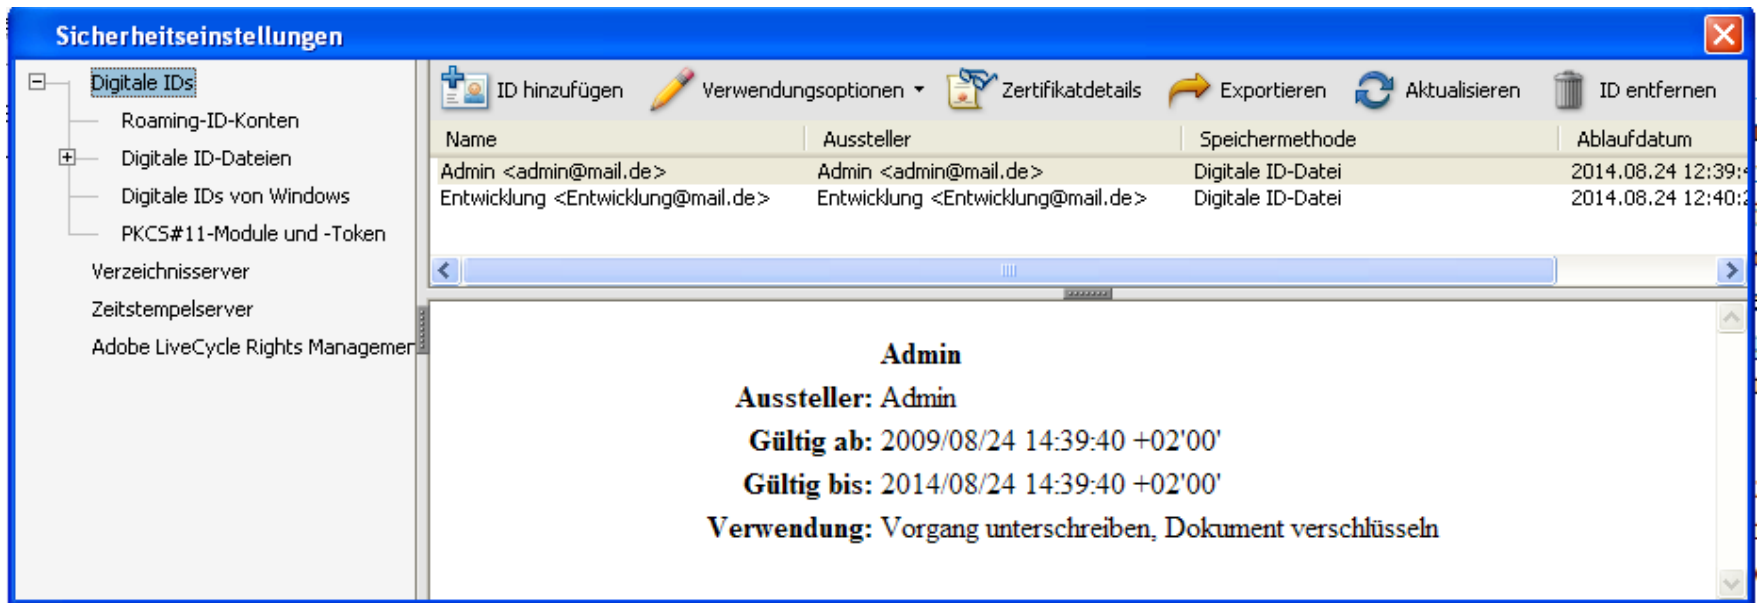 Sicherheitseinstellungen
Digitale IDs
Roaming-ID-Konten
Digitale ID-Dateien
Digitale IDs von Windows
PKCS#11-Module und -Token
Verzeichnisserver
Zeitstempelserver
Adobe LiveCycle Rights Managemen
ID hinzufügen Verwendungsoptionen Zertifikatdetails Exportieren Aktualisieren ID entfernen
Name Aussteller Speichermethode Ablaufdatum
Admin <admin@mail.de> Admin <admin@mail.de> Digitale ID-Datei 2014.08.24 12:39:4
Entwicklung <Entwicklung@mail.de> Entwicklung <Entwicklung@mail.de> Digitale ID-Datei 2014.08.24 12:40:2
Admin
Aussteller: Admin
Gültig ab: 2009/08/24 14:39:40 +02'00'
Gültig bis: 2014/08/24 14:39:40 +02'00'
Verwendung: Vorgang unterschreiben, Dokument verschlüsseln